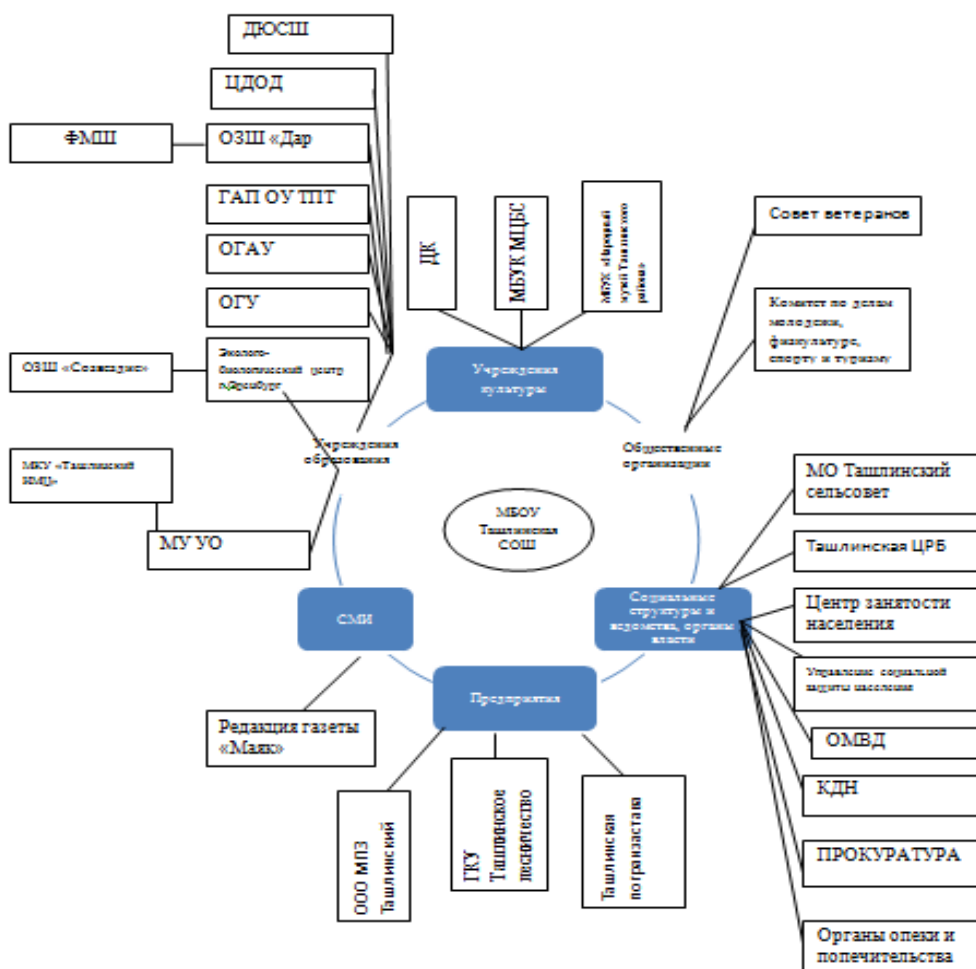 ДЮСШ
ЦДОД
ФМШ
ОЗШ «Дар
ГАП ОУ ТПТ
ОГАУ
ОГУ
ОЗШ «Созвездие»
Эколого-
биологический центр
г.Оренбург
Учреждения
образования
МКУ «Ташлинский
ИМЦ»
МУ УО
ДК
МБУК МЦБС
МБУК «Народный
музей Ташлинского
района»
Учреждения
культуры
Совет ветеранов
Комитет по делам
молодежи,
физкультуре,
спорту и туризму
Общественные
организации
МБОУ
Ташлинская
СОШ
МО Ташлинский
сельсовет
Ташлинская ЦРБ
Центр занятости
населения
Управление социальной
защиты населения
ОМВД
КДН
ПРОКУРАТУРА
Органы опеки и
попечительства
Социальные
структуры и
ведомства, органы
власти
СМИ
Предприятия
Редакция газеты
«Маяк»
ООО МПЗ
Ташлинский
ГКУ
Ташлинское
лесничество
Ташлинская
погранзастава